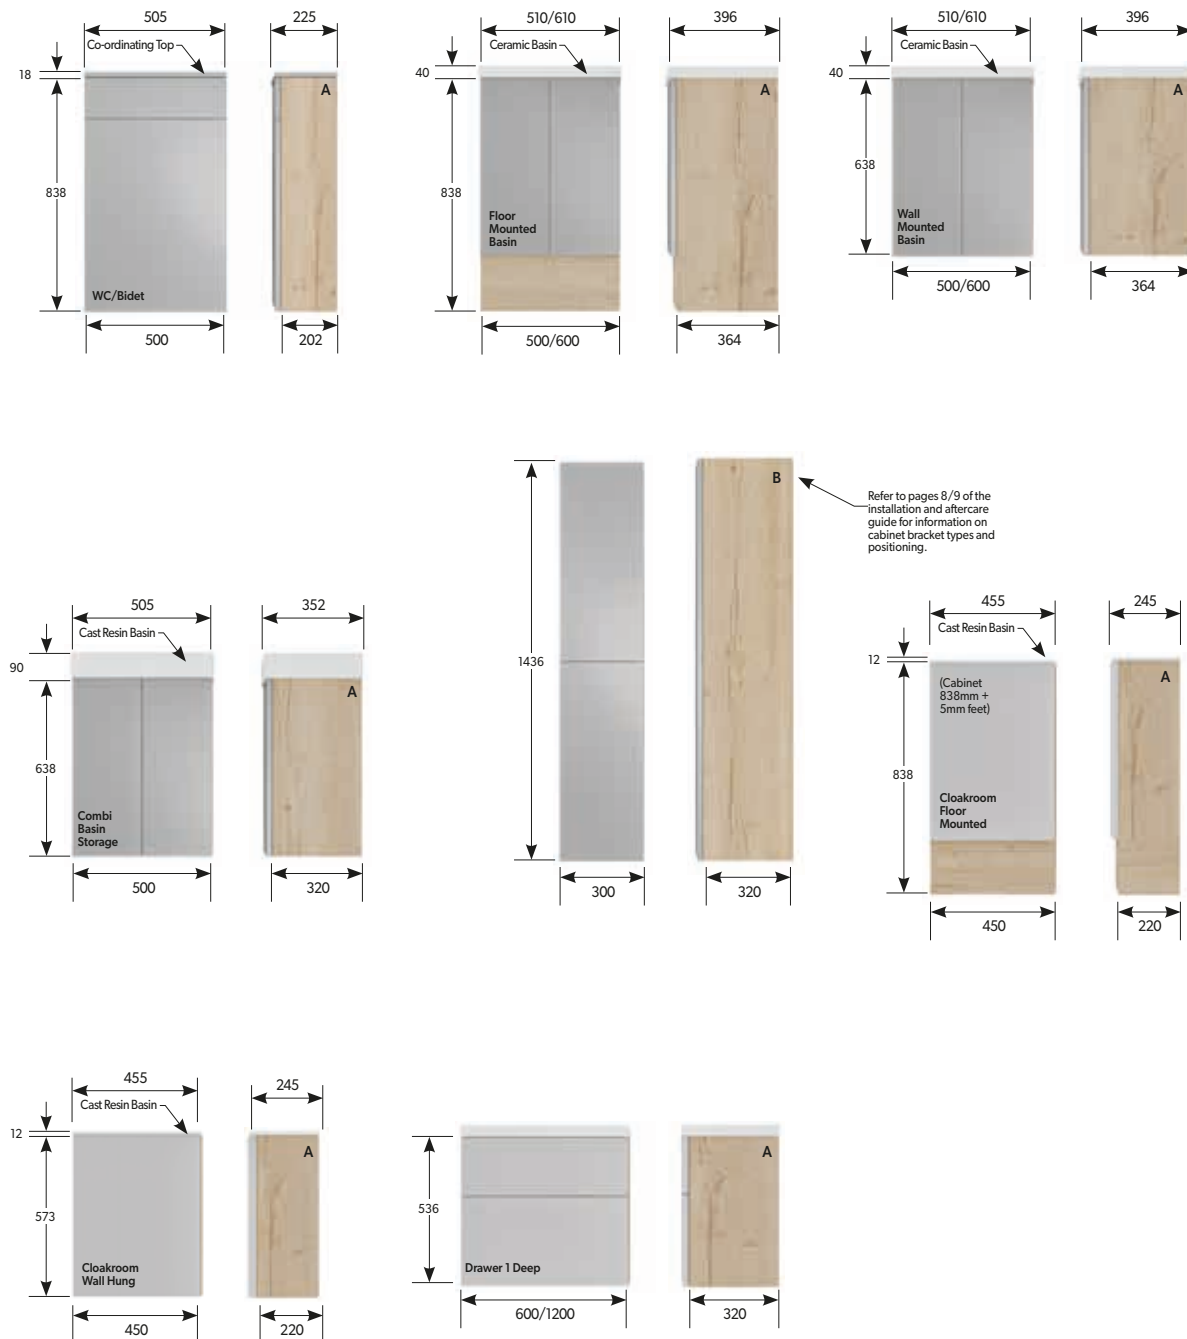 505
225
Co-ordinating Top
18
838
A
WC/Bidet
500
202
510/610
396
Ceramic Basin
40
838
A
Floor
Mounted
Basin
500/600
364
510/610
396
Ceramic Basin
40
638
A
Wall
Mounted
Basin
500/600
364
505
352
Cast Resin Basin
90
638
A
Combi
Basin
Storage
500
320
1436
B
Refer to pages 8/9 of the
installation and aftercare
guide for information on
cabinet bracket types and
positioning.
300
320
455
245
Cast Resin Basin
12
(Cabinet
838mm +
5mm feet)
A
838
Cloakroom
Floor
Mounted
450
220
455
245
Cast Resin Basin
12
A
573
Cloakroom
Wall Hung
450
220
536
A
Drawer 1 Deep
600/1200
320